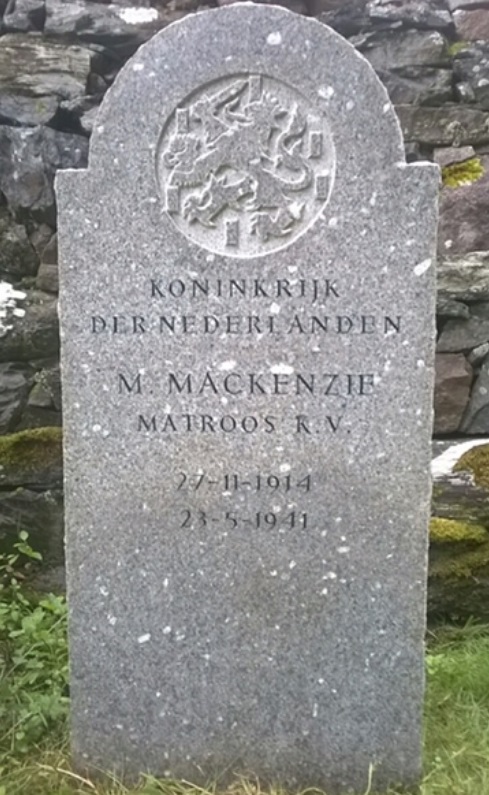 KONINKRIJK
DER NEDERLANDEN
M. MACKENZIE
MATROOS K.V.
27-11-1914
23-5-1941